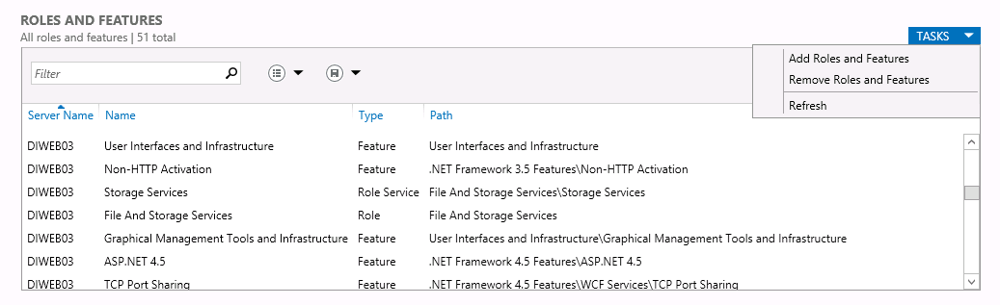 ROLES AND FEATURES
All roles and features | 51 total
TASKS
Add Roles and Features
Remove Roles and Features
Refresh
Filter
Server Name Name Type Path
DIWEB03 User Interfaces and Infrastructure Feature User Interfaces and Infrastructure
DIWEB03 Non-HTTP Activation Feature .NET Framework 3.5 Features\Non-HTTP Activation
DIWEB03 Storage Services Role Service File And Storage Services\Storage Services
DIWEB03 File And Storage Services Role File And Storage Services
DIWEB03 Graphical Management Tools and Infrastructure Feature User Interfaces and Infrastructure\Graphical Management Tools and Infrastructure
DIWEB03 ASP.NET 4.5 Feature .NET Framework 4.5 Features\ASP.NET 4.5
DIWEB03 TCP Port Sharing Feature .NET Framework 4.5 Features\WCF Services\TCP Port Sharing